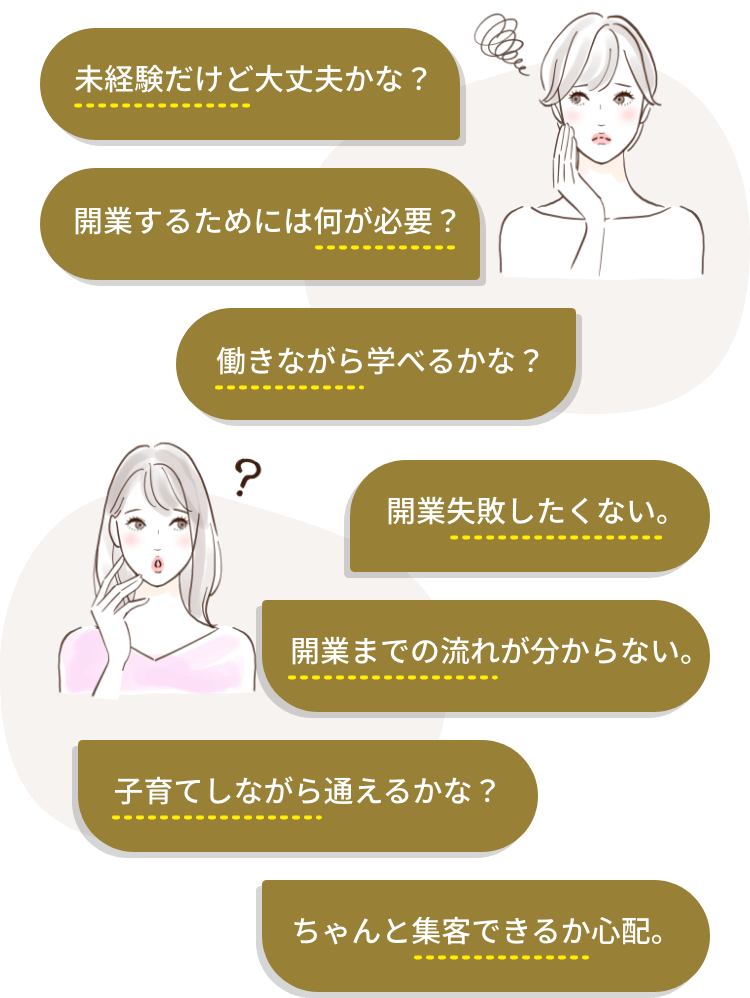 未経験だけど大丈夫かな？
開業するためには何が必要？
働きながら学べるかな？
?
開業失敗したくない。
開業までの流れが分からない。
子育てしながら通えるかな？
ちゃんと集客できるか心配。